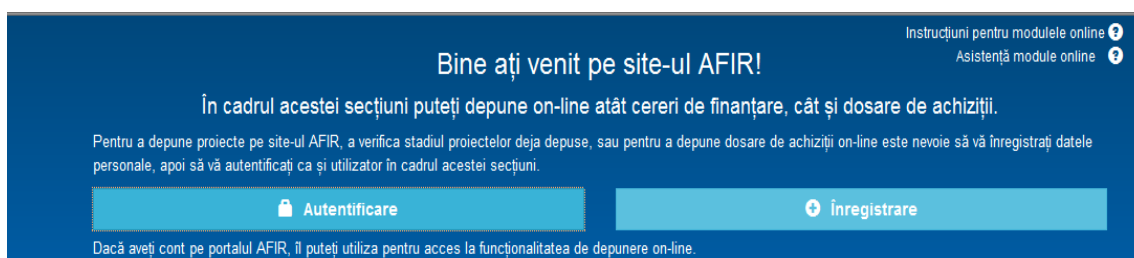 Instrucțiuni pentru modulele online
Asistență module online
Bine ați venit pe site-ul AFIR!
În cadrul acestei secțiuni puteți depune on-line atât cereri de finanțare, cât și dosare de achiziții.
Pentru a depune proiecte pe site-ul AFIR, a verifica stadiul proiectelor deja depuse, sau pentru a depune dosare de achiziții on-line este nevoie să vă înregistrați datele
personale, apoi să vă autentificați ca și utilizator în cadrul acestei secțiuni.
Autentificare
Înregistrare
Dacă aveți cont pe portalul AFIR, îl puteți utiliza pentru acces la funcționalitatea de depunere on-line.